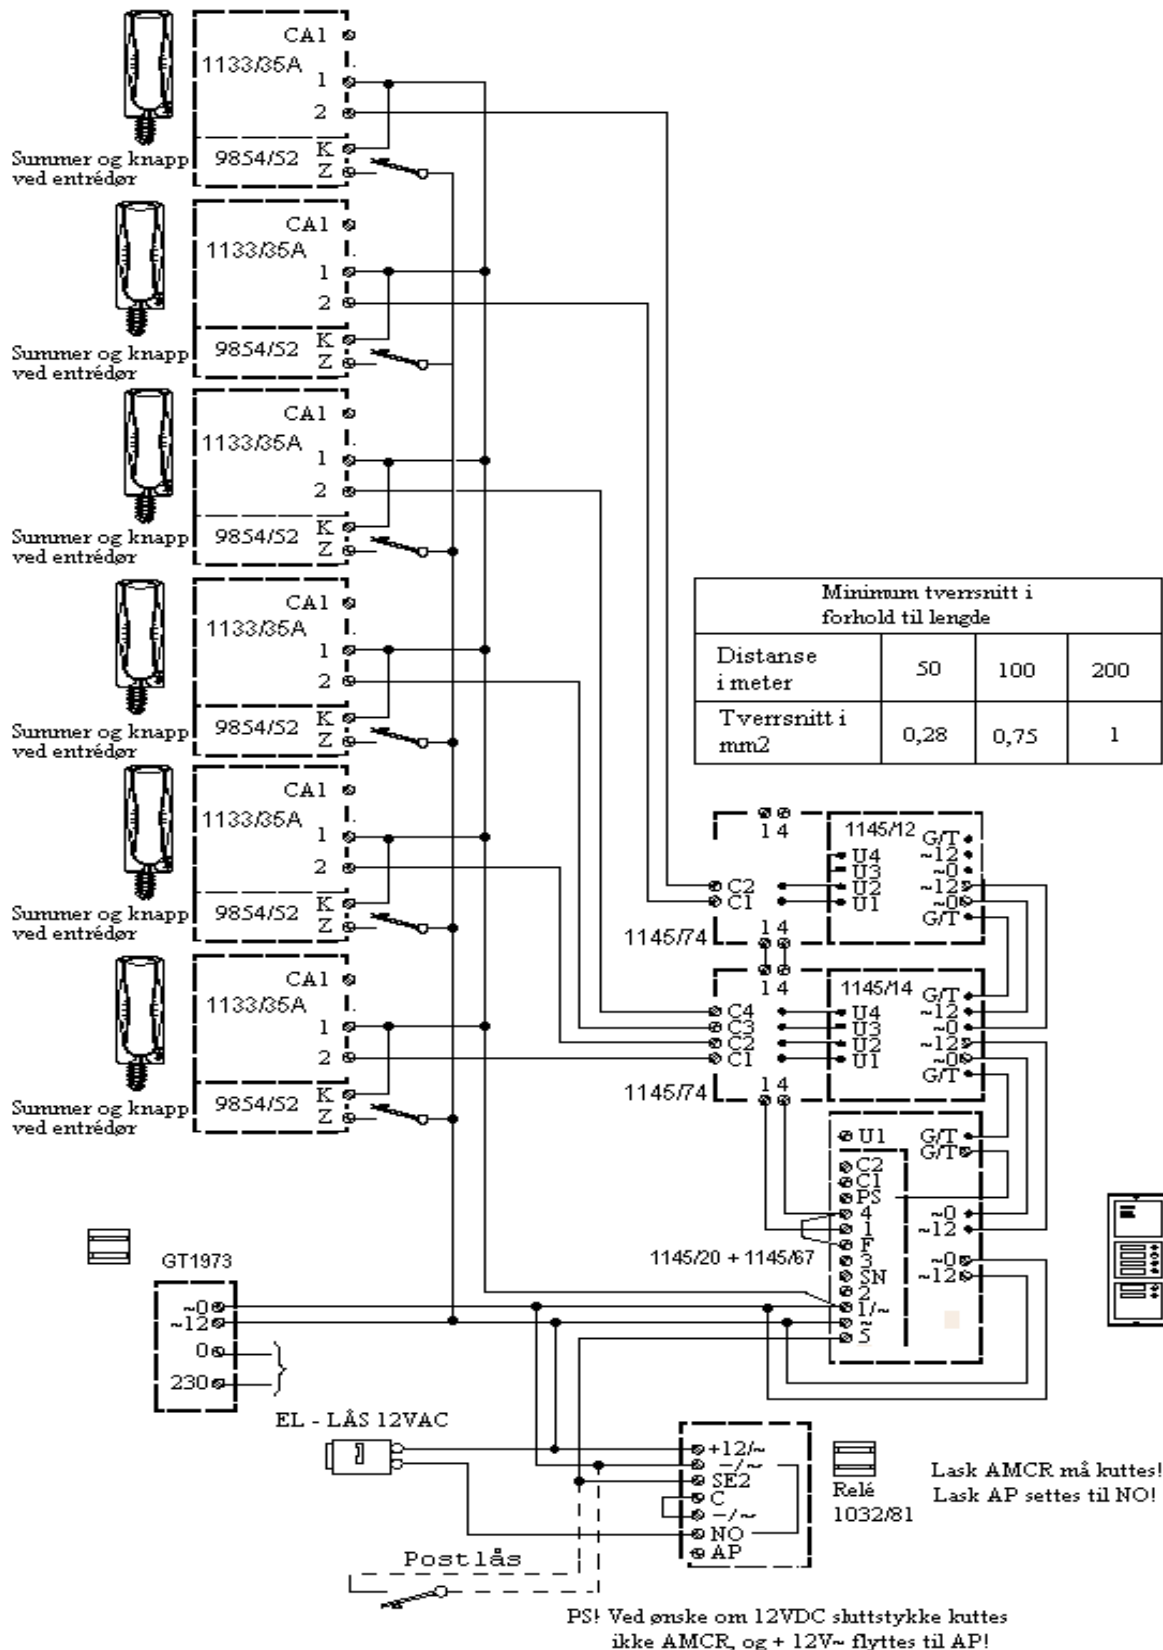 CA1
1133/35A
1
2
9854/52
K
Z
Summer og knapp
ved entrédør
CA1
1133/35A
1
2
9854/52
K
Z
Summer og knapp
ved entrédør
CA1
1133/35A
1
2
9854/52
K
Z
Summer og knapp
ved entrédør
CA1
1133/35A
1
2
9854/52
K
Z
Summer og knapp
ved entrédør
CA1
1133/35A
1
2
9854/52
K
Z
Summer og knapp
ved entrédør
CA1
1133/35A
1
2
9854/52
K
Z
Summer og knapp
ved entrédør
Minimum tverrsnitt i
forhold til lengde
Distanse
i meter
50
100
200
Tverrsnitt i
mm2
0,28
0,75
1
1 4
1145/12
G/T
U4 ~12
U3 ~0
C2 U2 ~12
C1 U1 ~0
1 4 G/T
1145/74
1 4
1145/14
G/T
C4 U4 ~12
C3 U3 ~0
C2 U2 ~12
C1 U1 ~0
1 4 G/T
1145/74
U1 G/T
G/T
C2
C1
PS
4 ~0
1 ~12
F
3 ~0
SN ~12
2
1/~
~
5
1145/20 + 1145/67
GT1973
~0
~12
0
230
EL - LÅS 12VAC
+12/~
-/~
SE2
C
-/~
NO
AP
Relé
1032/81
Lask AMCR må kuttes!
Lask AP settes til NO!
Postlås
PS! Ved ønske om 12VDC sluttstykke kuttes
ikke AMCR, og + 12V~ flyttes til AP!